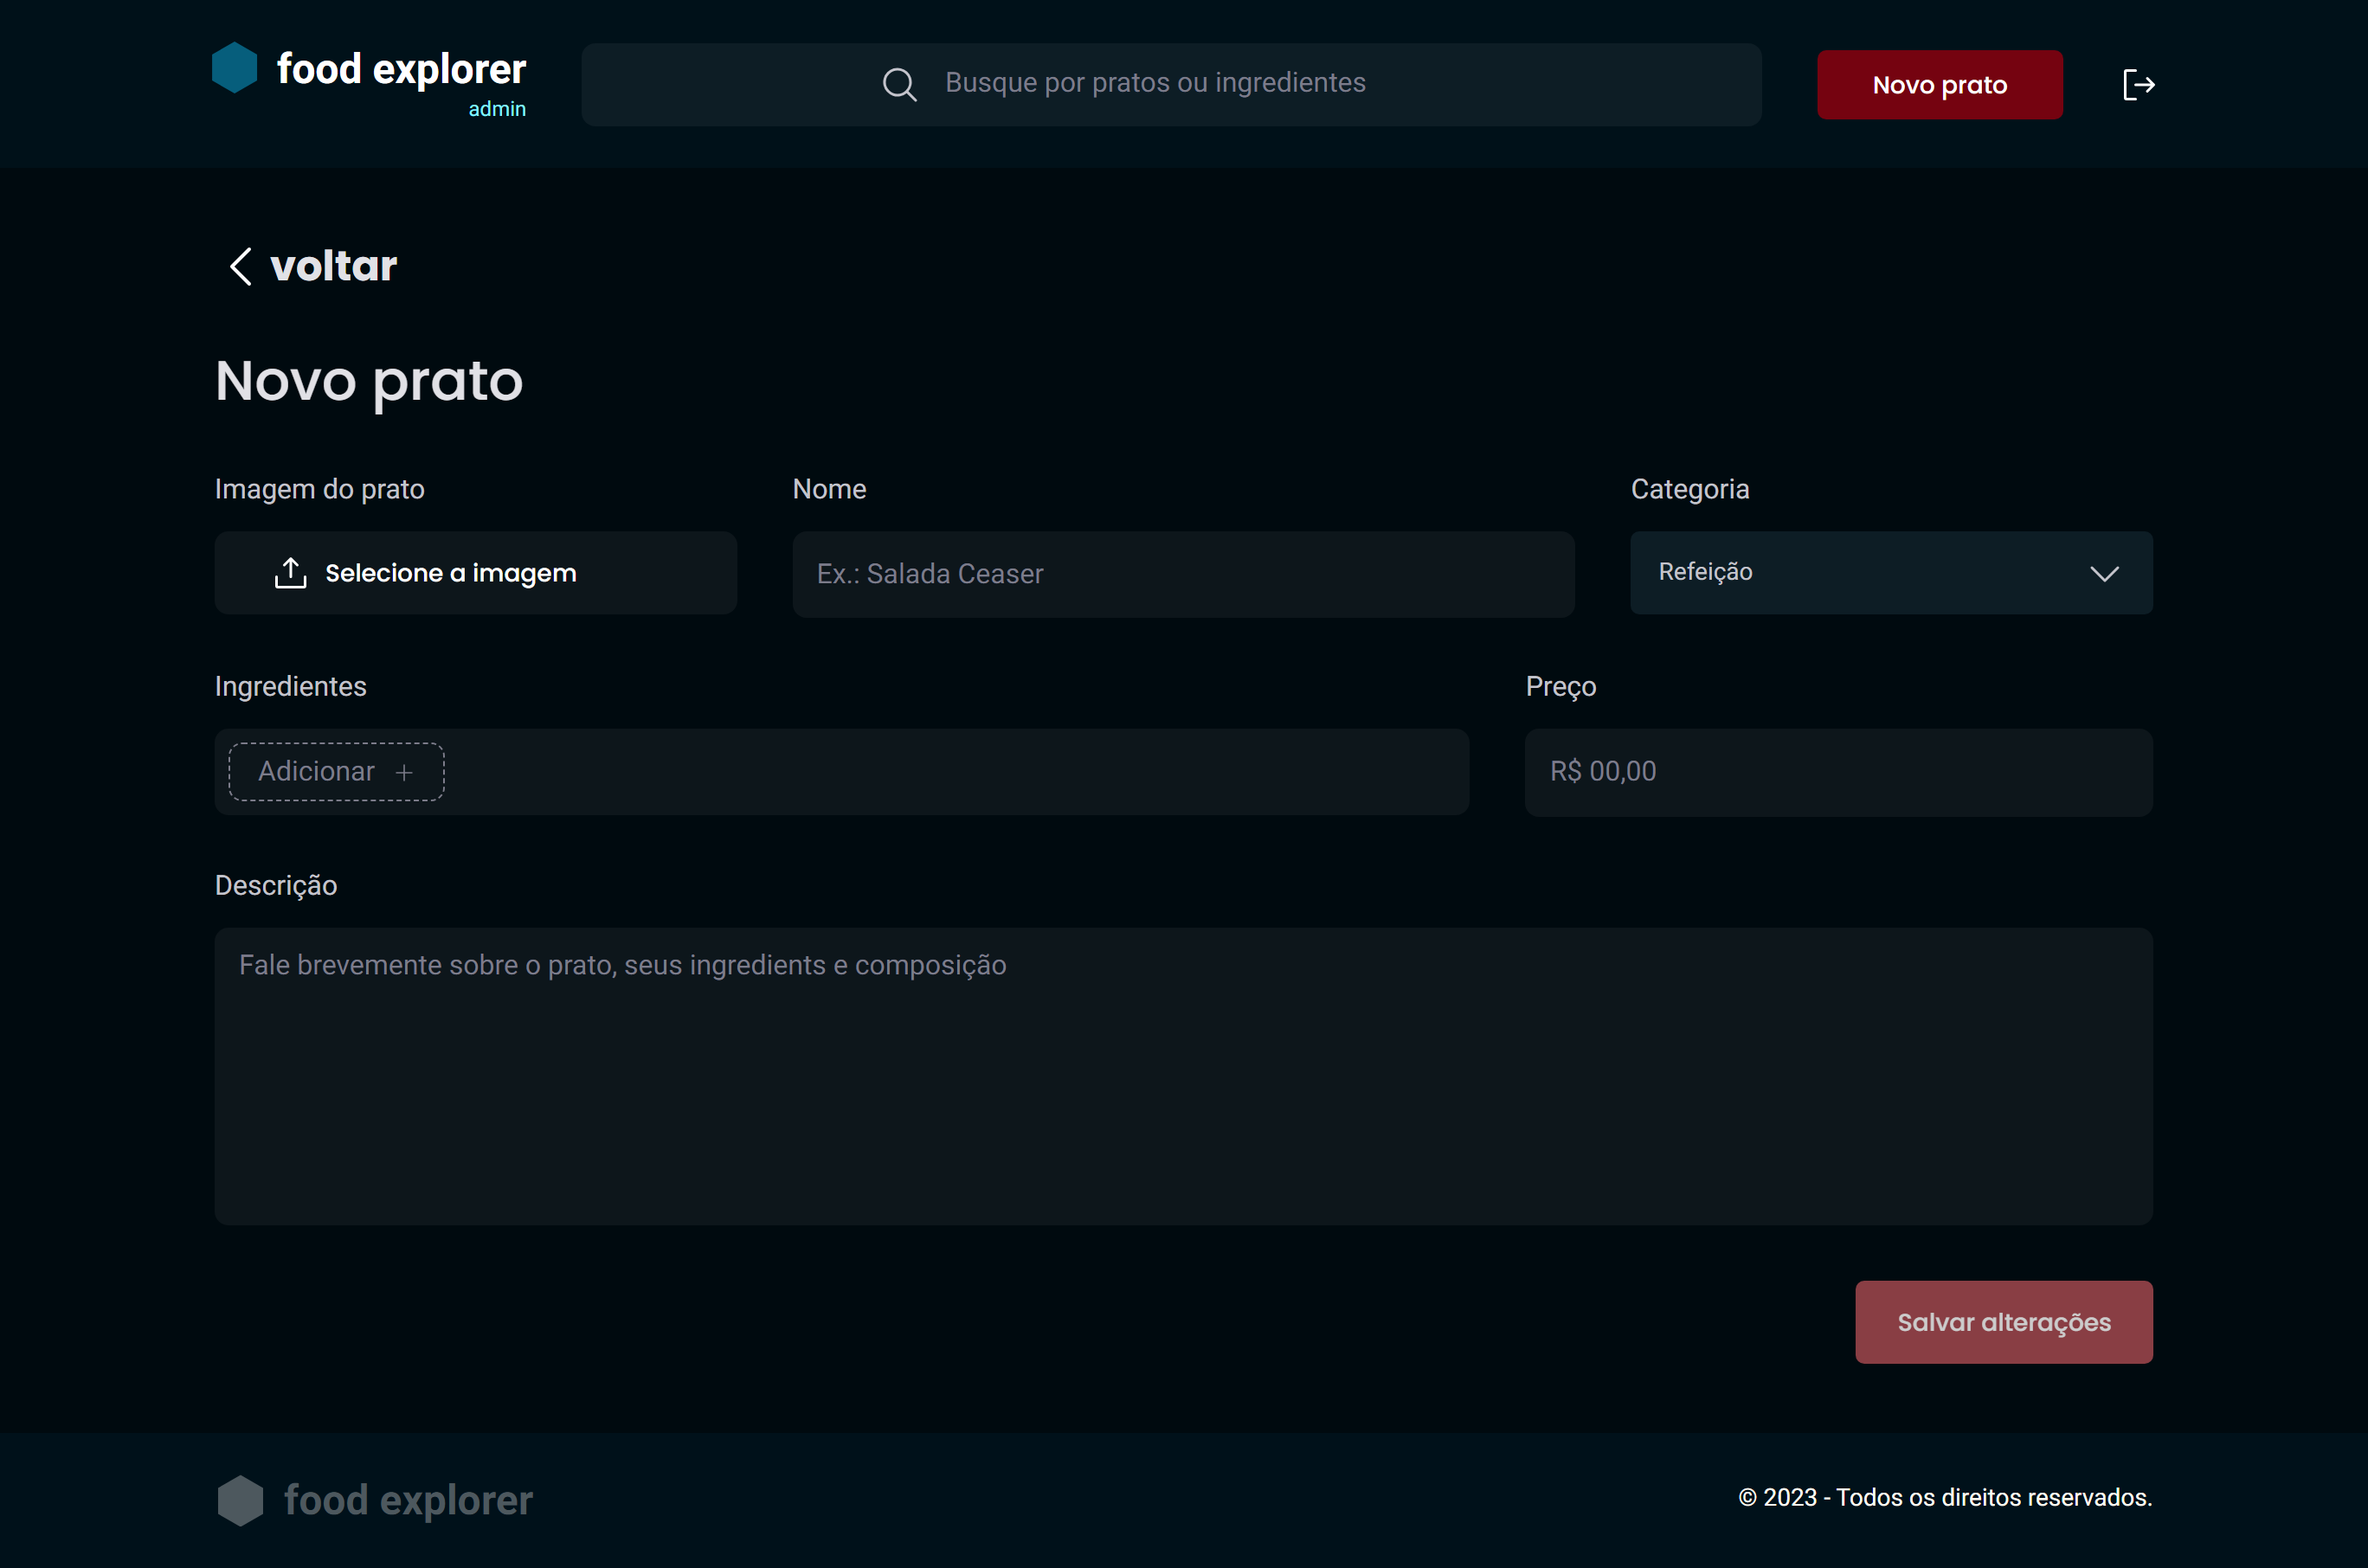 food explorer
admin
Busque por pratos ou ingredientes
Novo prato
voltar
Novo prato
Imagem do prato
Nome
Categoria
Selecione a imagem
Ex.: Salada Ceaser
Refeição
Ingredientes
Preço
Adicionar +
R$ 00,00
Descrição
Fale brevemente sobre o prato, seus ingredients e composição
Salvar alterações
food explorer
© 2023 - Todos os direitos reservados.